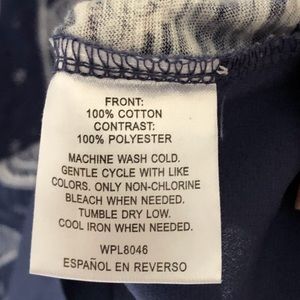 FRONT:
100% COTTON
CONTRAST:
100% POLYESTER
MACHINE WASH COLD.
GENTLE CYCLE WITH LIKE
COLORS. ONLY NON-CHLORINE
BLEACH WHEN NEEDED.
TUMBLE DRY LOW.
COOL IRON WHEN NEEDED.
WPL8046
ESPAÑOL EN REVERSO